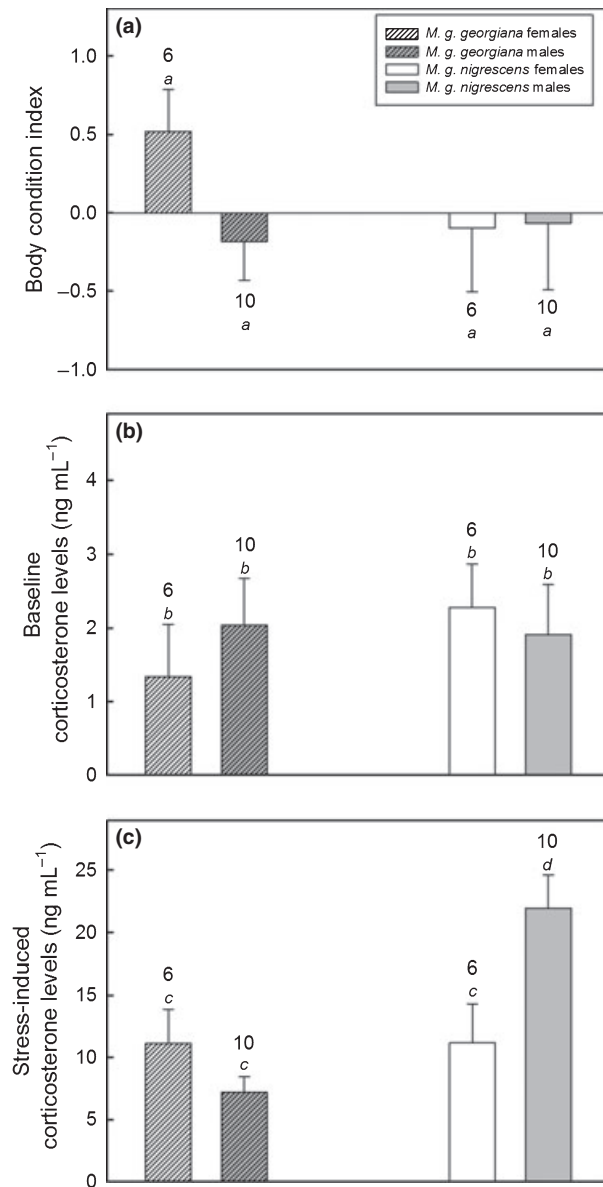 (a)
M. g. georgiana females
M. g. georgiana males
M. g. nigrescens females
M. g. nigrescens males
Body condition index
1.0
0.5
0.0
–0.5
–1.0
6
a
10
a
6
a
10
a
(b)
Baseline
corticosterone levels (ng mL⁻¹)
4
3
2
1
0
6
b
10
b
6
b
10
b
(c)
Stress-induced
corticosterone levels (ng mL⁻¹)
25
20
15
10
5
0
6
c
10
c
6
c
10
d